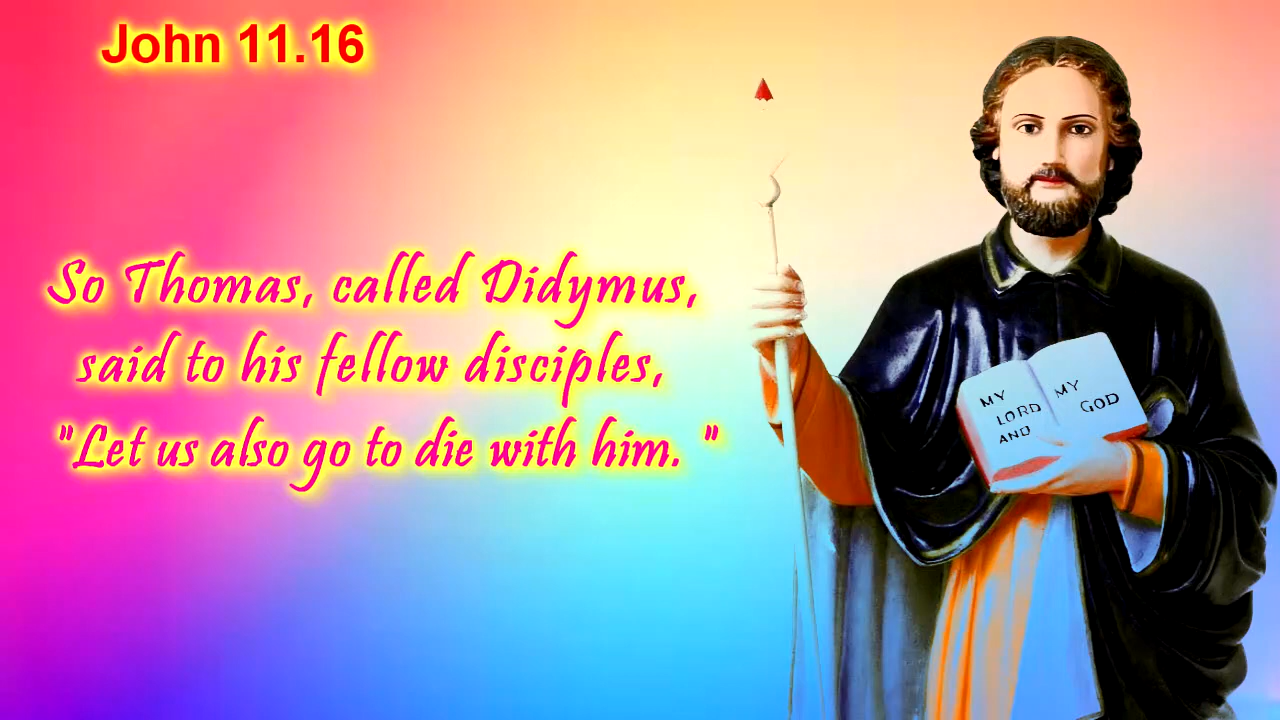 John 11.16
So Thomas, called Didymus,
said to his fellow disciples,
"Let us also go to die with him. "
MY
LORD
AND
MY
GOD